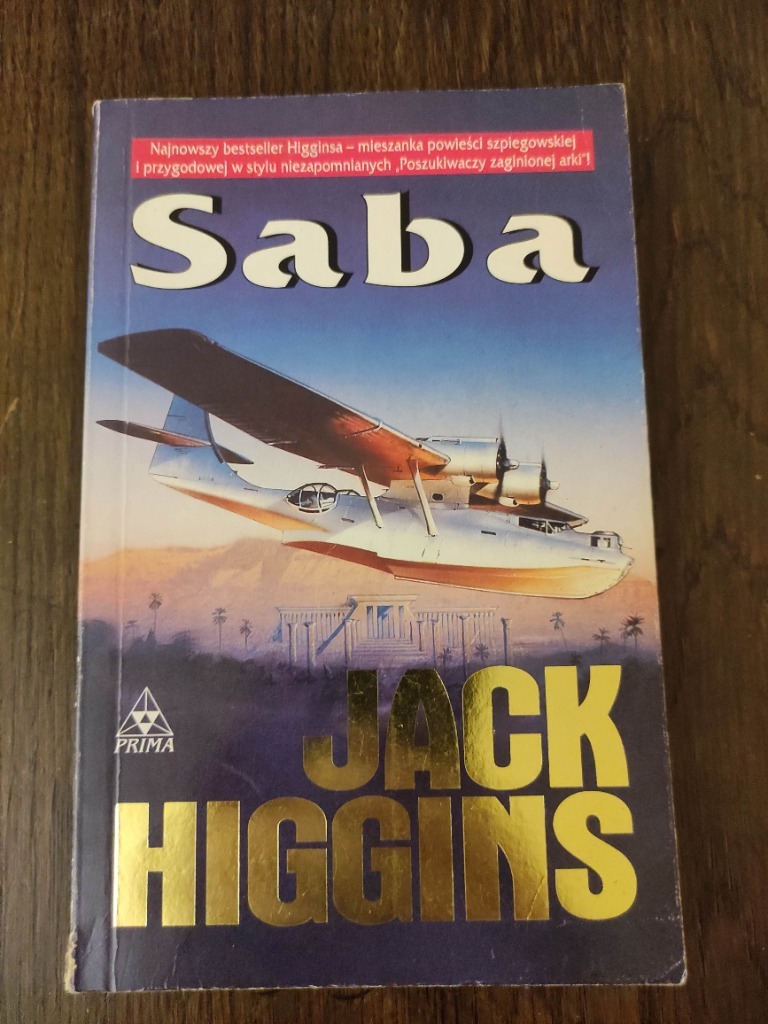 Najnowszy bestseller Higginsa – mieszanka powieści szpiegowskiej
i przygodowej w stylu niezapomnianych „Poszukiwaczy zaginionej arki"!
Saba
PRIMA
JACK
HIGGINS